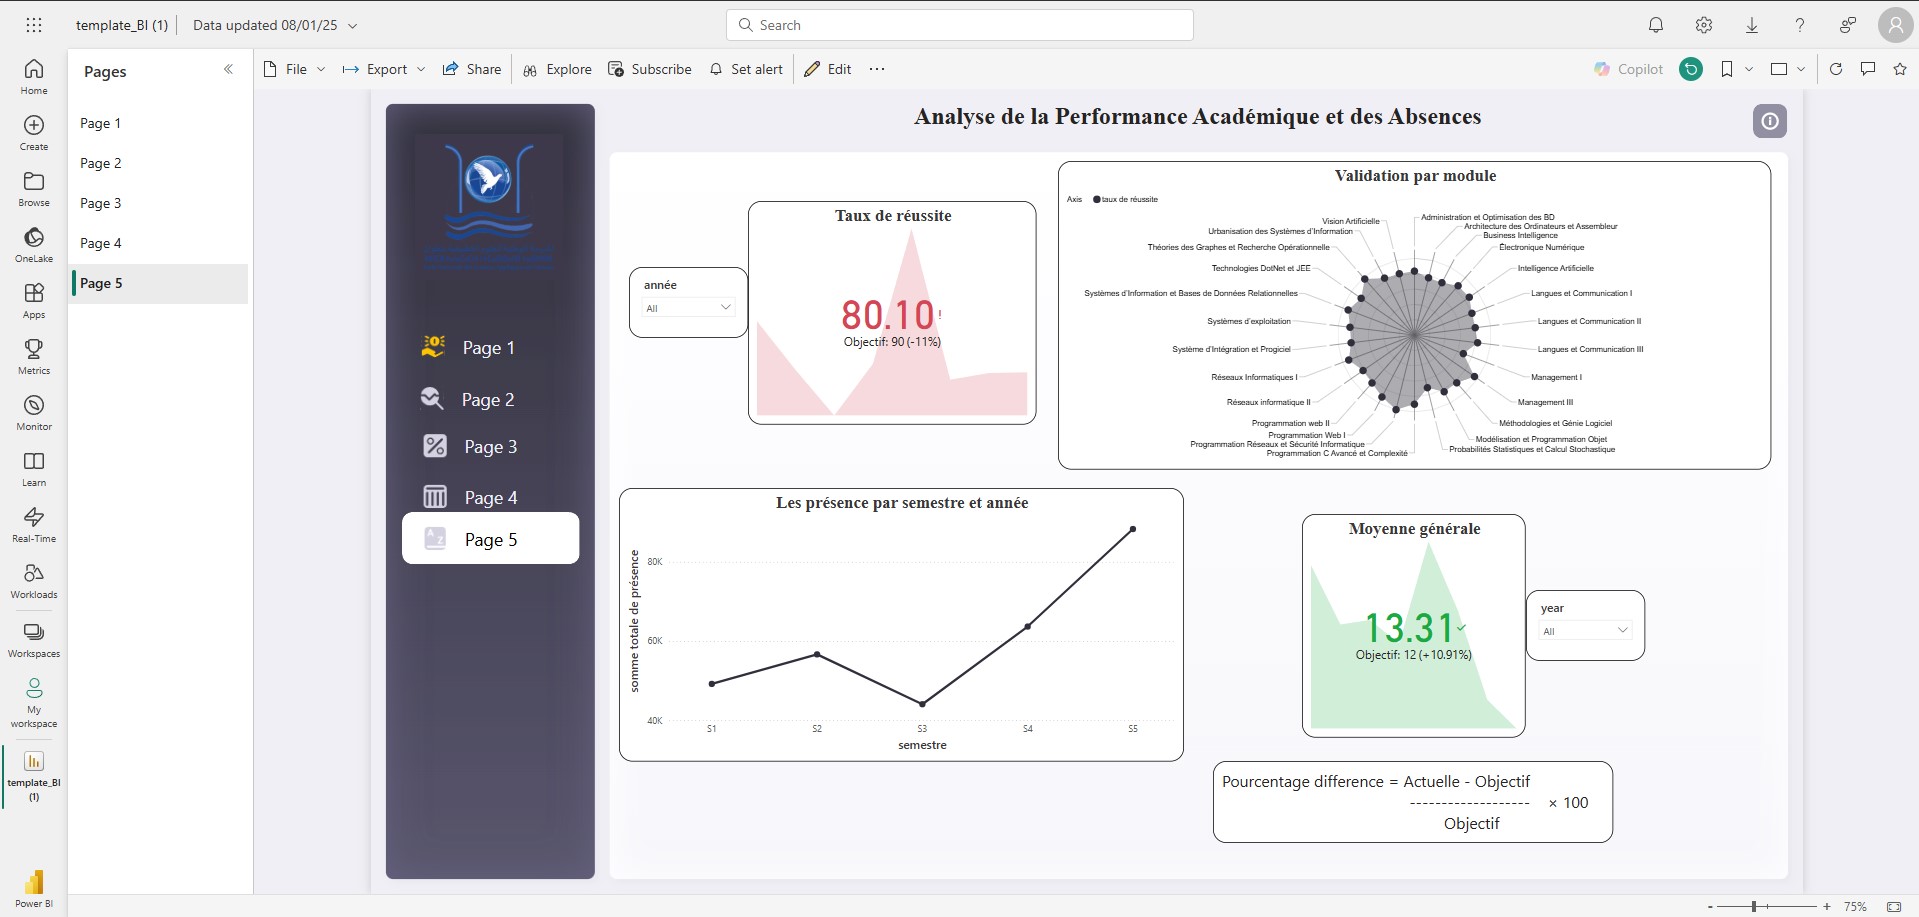 template_BI (1)
Data updated 08/01/25
Search
Home
Create
Browse
OneLake
Apps
Metrics
Monitor
Learn
Real-Time
Workloads
Workspaces
My
workspace
template_BI
(1)
Power BI
Pages
Page 1
Page 2
Page 3
Page 4
Page 5
File
Export
Share
Explore
Subscribe
Set alert
Edit
Copilot
Page 1
Page 2
Page 3
Page 4
Page 5
Analyse de la Performance Académique et des Absences
année
All
Taux de réussite
80.10!
Objectif: 90 (-11%)
Validation par module
Axis
taux de réussite
Administration et Optimisation des BD
Architecture des Ordinateurs et Assembleur
Business Intelligence
Électronique Numérique
Intelligence Artificielle
Langues et Communication I
Langues et Communication II
Langues et Communication III
Management I
Management III
Méthodologies et Génie Logiciel
Modélisation et Programmation Objet
Probabilités Statistiques et Calcul Stochastique
Programmation C Avancé et Complexité
Programmation Réseaux et Sécurité Informatique
Programmation Web I
Programmation web II
Réseaux informatique II
Réseaux Informatiques I
Système d'Intégration et Progiciel
Systèmes d'exploitation
Systèmes d'Information et Bases de Données Relationnelles
Technologies DotNet et JEE
Théories des Graphes et Recherche Opérationnelle
Urbanisation des Systèmes d'Information
Vision Artificielle
Les présence par semestre et année
somme totale de présence
80K
60K
40K
S1
S2
S3
S4
S5
semestre
Moyenne générale
13.31
Objectif: 12 (+10.91%)
year
All
Pourcentage difference = Actuelle - Objectif
------------------- × 100
Objectif
- + 75%